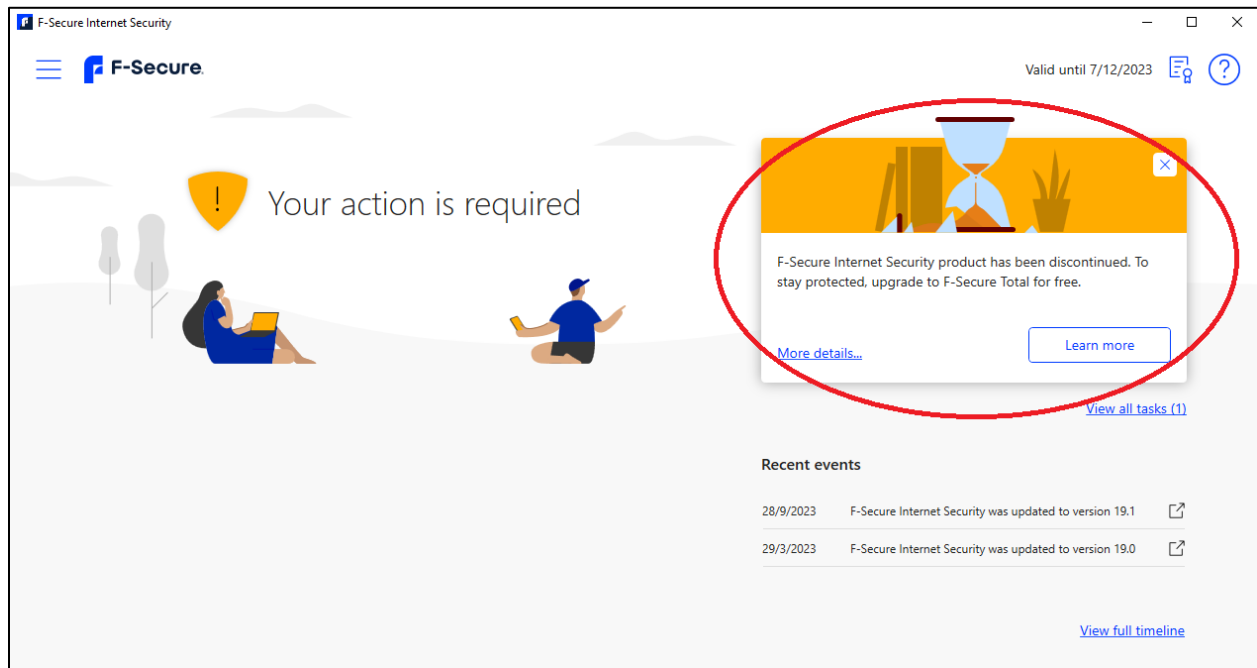 F-Secure Internet Security
F-Secure.
Valid until 7/12/2023
Your action is required
F-Secure Internet Security product has been discontinued. To
stay protected, upgrade to F-Secure Total for free.
More details...
Learn more
View all tasks (1)
Recent events
28/9/2023 F-Secure Internet Security was updated to version 19.1
29/3/2023 F-Secure Internet Security was updated to version 19.0
View full timeline